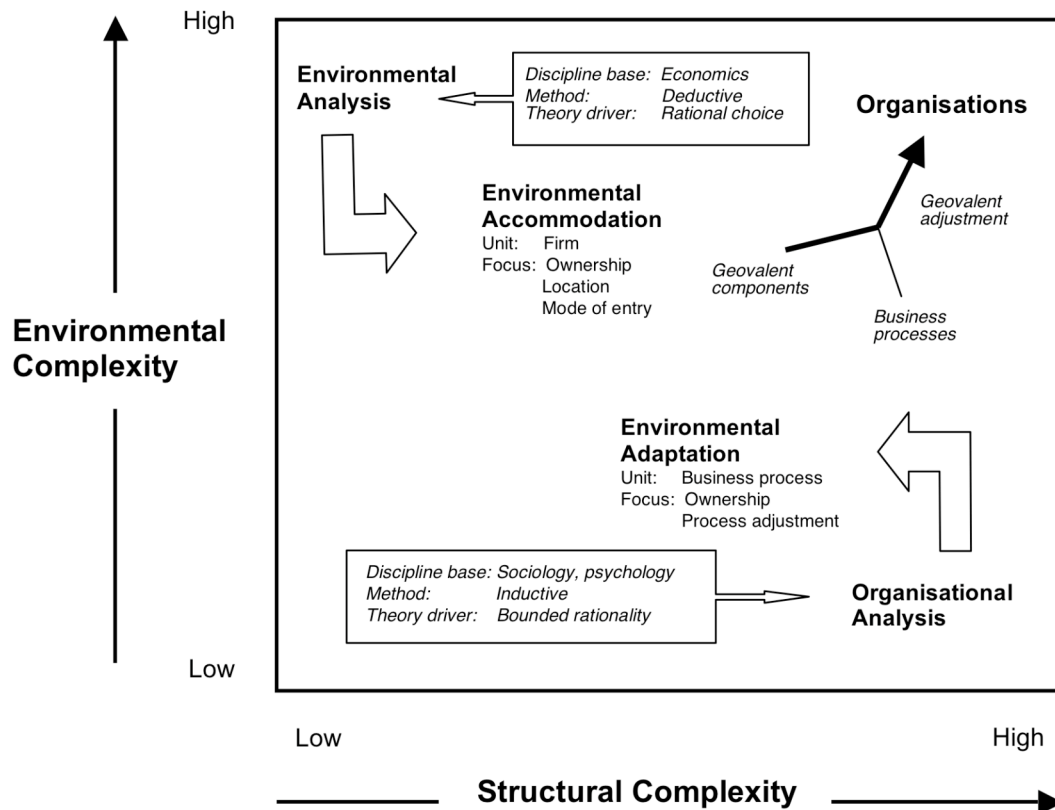 High
Environmental
Analysis
Discipline base: Economics
Method: Deductive
Theory driver: Rational choice
Organisations
Environmental
Accommodation
Unit: Firm
Focus: Ownership
Location
Mode of entry
Geovalent
adjustment
Geovalent
components
Business
processes
Environmental
Complexity
Environmental
Adaptation
Unit: Business process
Focus: Ownership
Process adjustment
Discipline base: Sociology, psychology
Method: Inductive
Theory driver: Bounded rationality
Organisational
Analysis
Low
Low
High
Structural Complexity